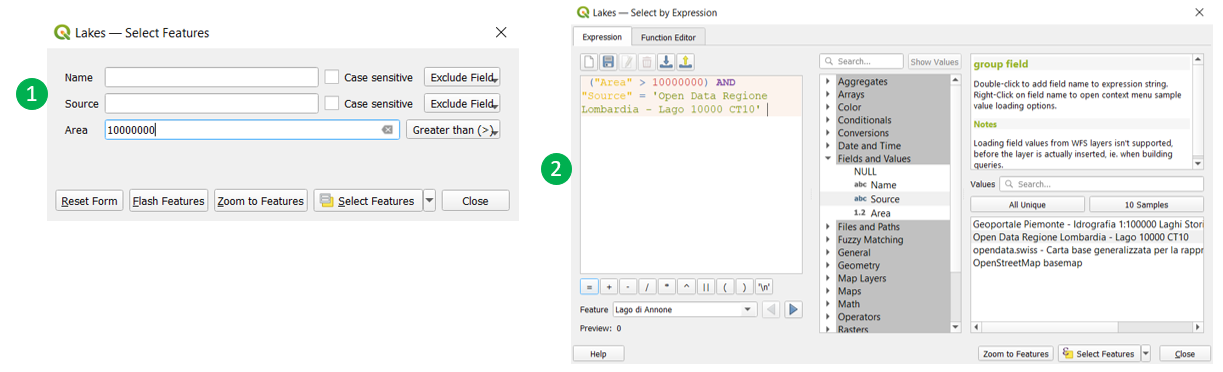 Lakes — Select Features
1
Name
Case sensitive
Exclude Field
Source
Case sensitive
Exclude Field
Area
10000000
Greater than (>)
Reset Form
Flash Features
Zoom to Features
Select Features
Close
2
Lakes — Select by Expression
Expression
Function Editor
("Area" > 10000000) AND
"Source" = 'Open Data Regione
Lombardia - Lago 10000 CT10'
=
+
-
/
*
^
||
(
)
'\n'
Feature
Lago di Annone
Preview: 0
Help
Search...
Show Values
Aggregates
Arrays
Color
Conditionals
Conversions
Date and Time
Fields and Values
NULL
abc Name
abc Source
1.2 Area
Files and Paths
Fuzzy Matching
General
Geometry
Map Layers
Maps
Math
Operators
Rasters
group field
Double-click to add field name to expression string.
Right-Click on field name to open context menu sample
value loading options.
Notes
Loading field values from WFS layers isn't supported,
before the layer is actually inserted, ie. when building
queries.
Values
Search...
All Unique
10 Samples
Geoportale Piemonte - Idrografia 1:100000 Laghi Stori
Open Data Regione Lombardia - Lago 10000 CT10
opendata.swiss - Carta base generalizzata per la rappr
OpenStreetMap basemap
Zoom to Features
Select Features
Close